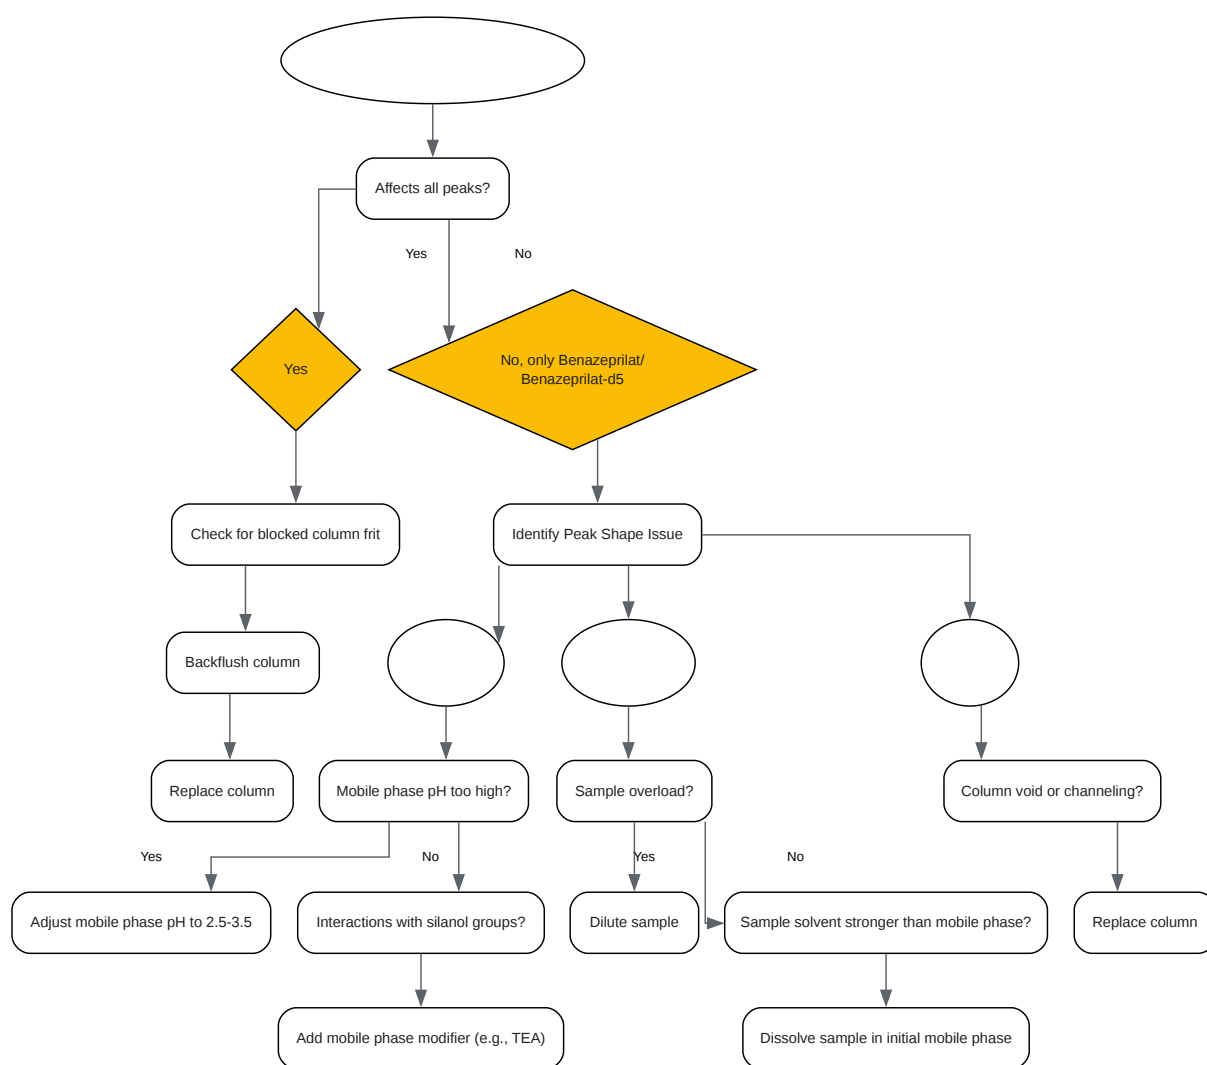 Affects all peaks?
Yes
No
Yes
No, only Benazeprilat/
Benazeprilat-d5
Check for blocked column frit
Identify Peak Shape Issue
Backflush column
Replace column
Mobile phase pH too high?
Sample overload?
Column void or channeling?
Yes
No
Yes
No
Adjust mobile phase pH to 2.5-3.5
Interactions with silanol groups?
Dilute sample
Sample solvent stronger than mobile phase?
Replace column
Add mobile phase modifier (e.g., TEA)
Dissolve sample in initial mobile phase